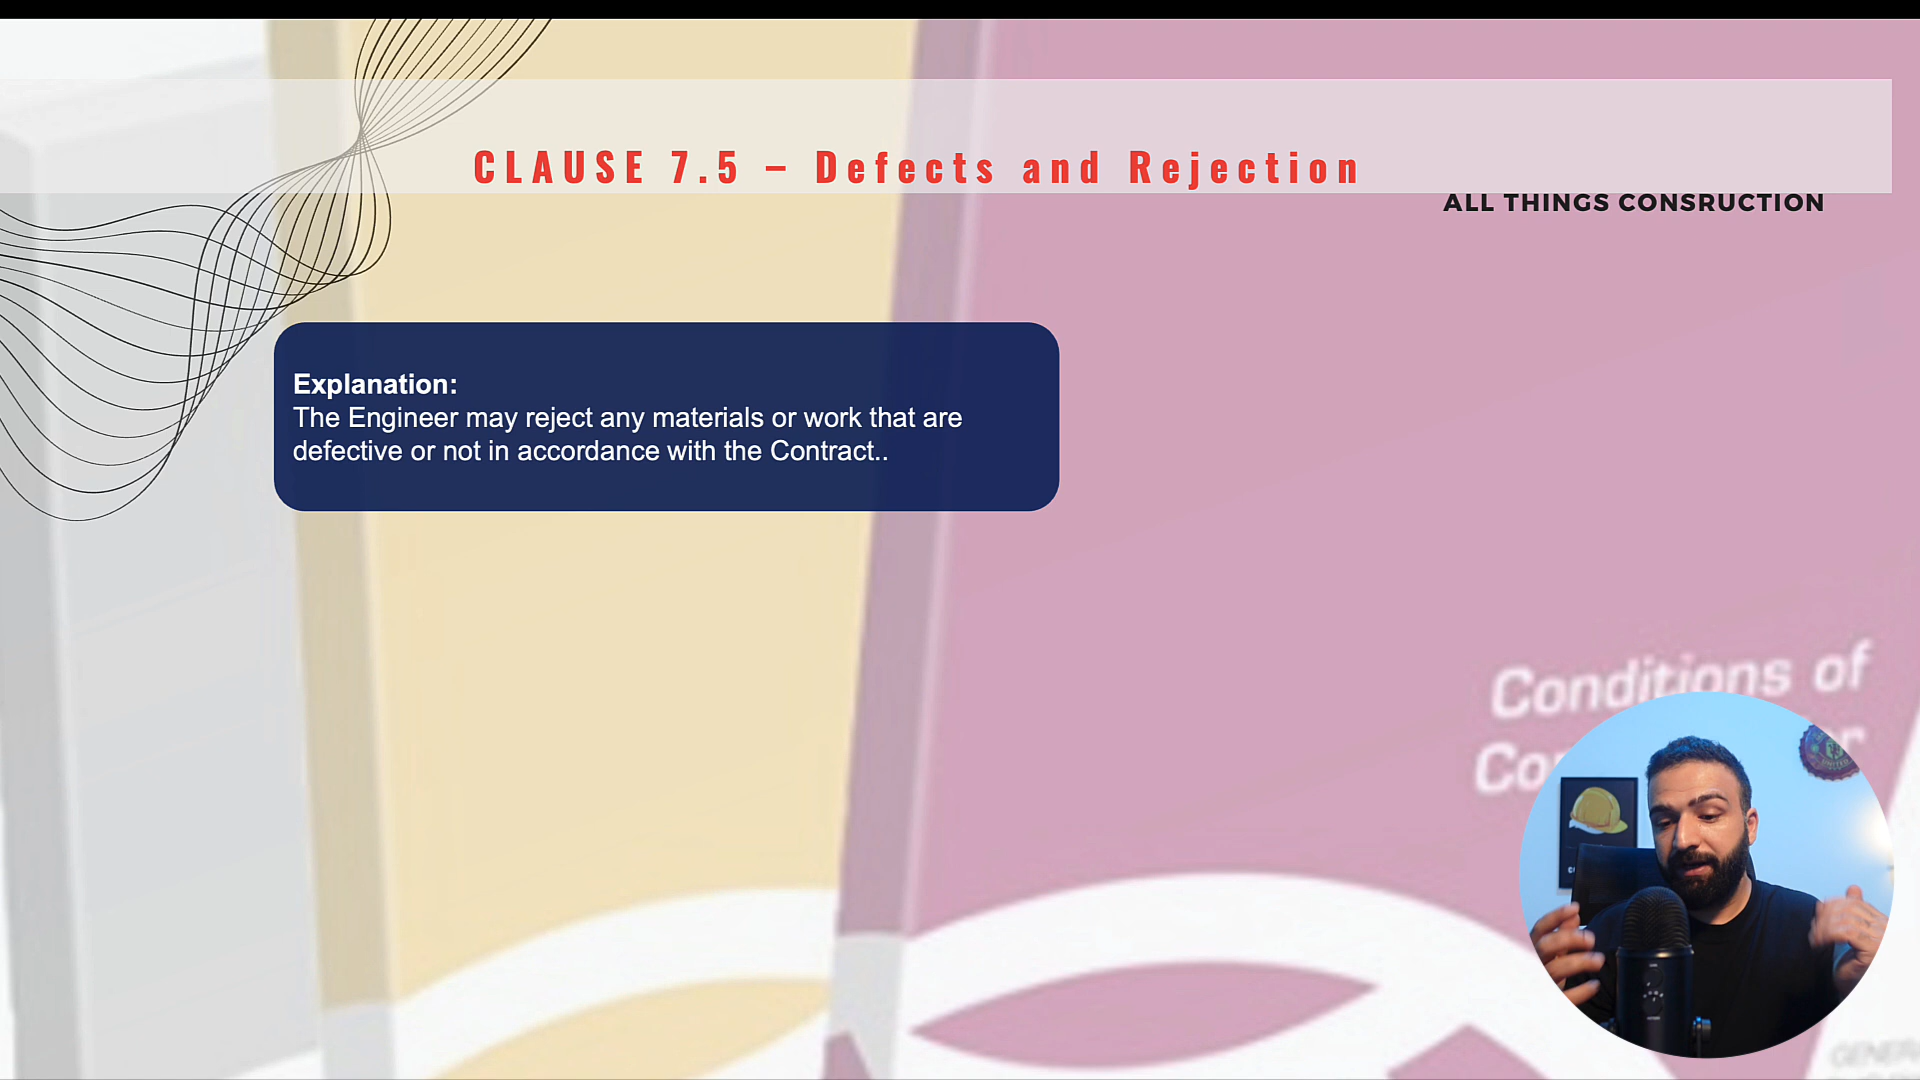 CLAUSE 7.5 – Defects and Rejection
ALL THINGS CONSRUCTION
Explanation:
The Engineer may reject any materials or work that are
defective or not in accordance with the Contract..
Conditions of
UNITED